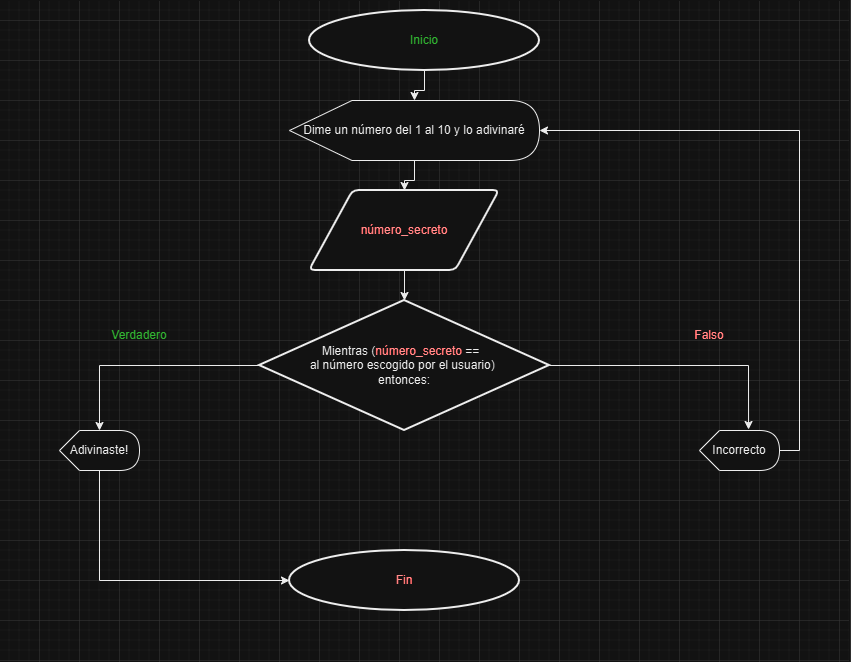 Inicio
Dime un número del 1 al 10 y lo adivinaré
número_secreto
Verdadero
Falso
Mientras (número_secreto ==
al número escogido por el usuario)
entonces:
Adivinaste!
Incorrecto
Fin